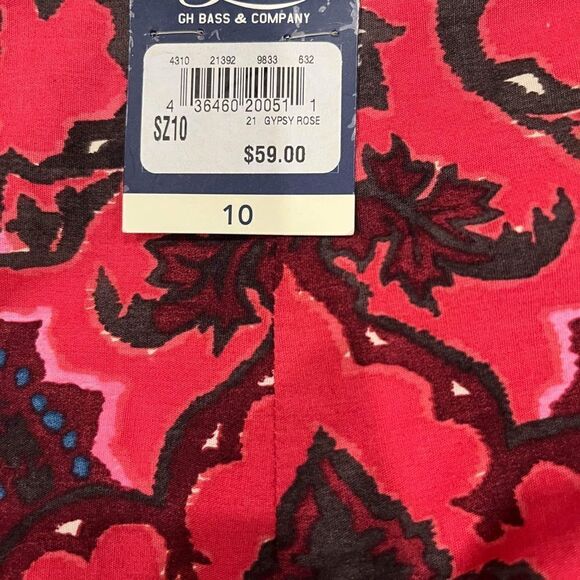 GH BASS & COMPANY
4310 21392 9833 632
4 36460 20051 1
SZ10 21 GYPSY ROSE
$59.00
10